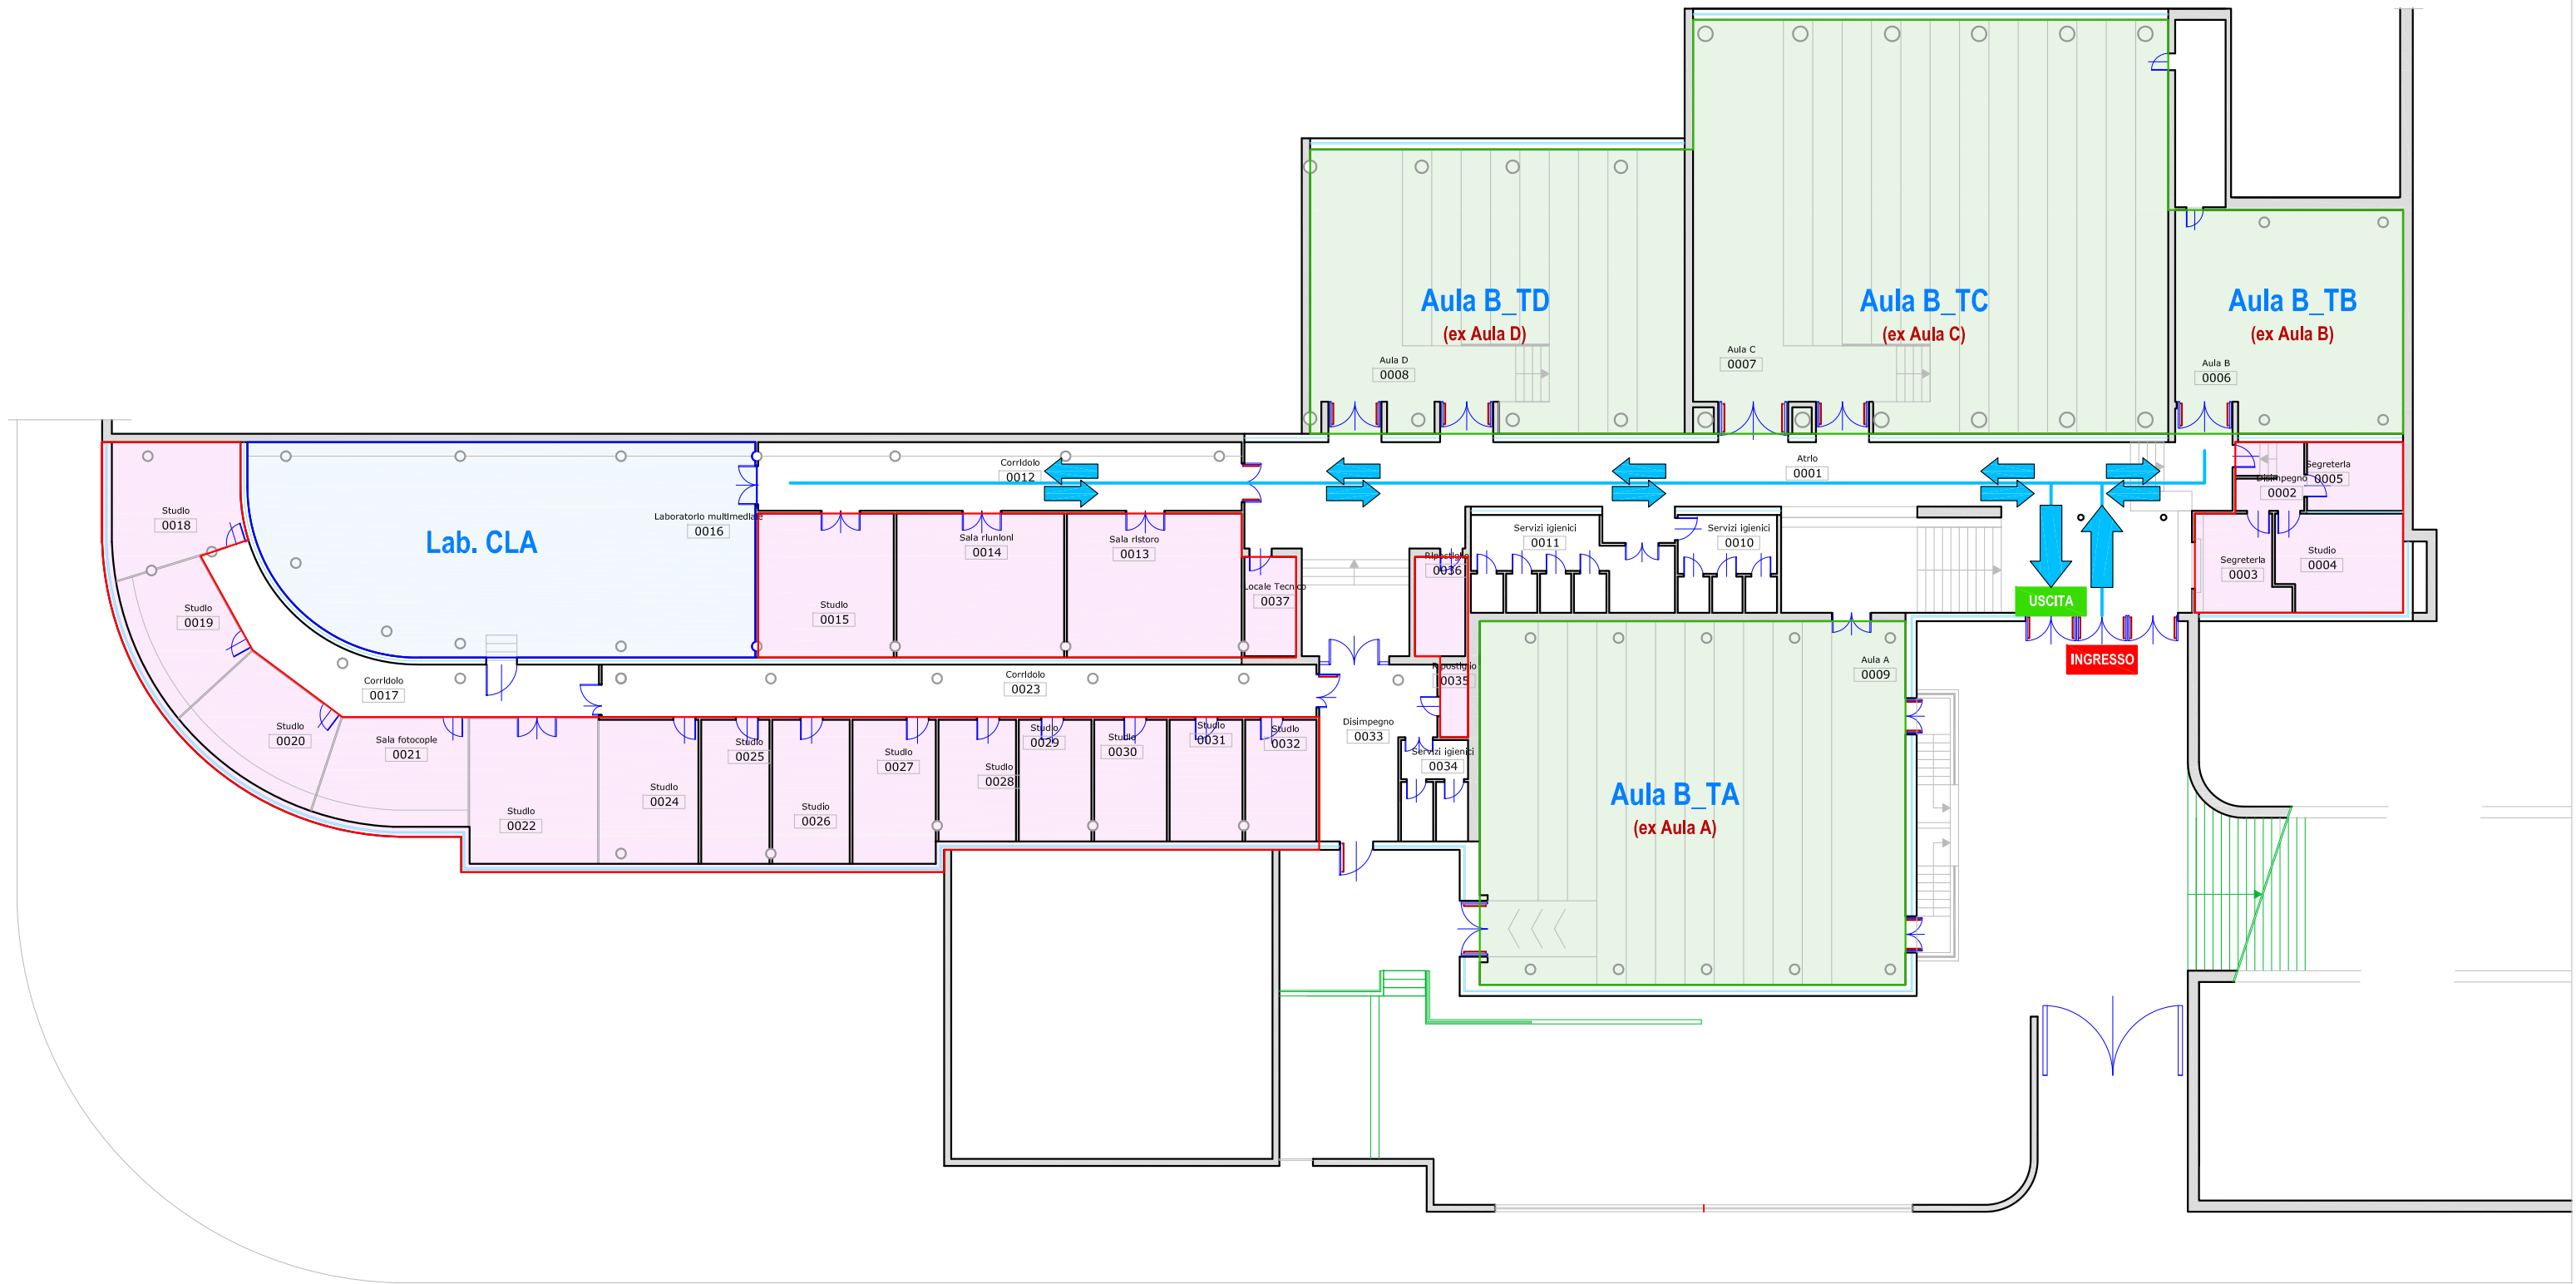 Aula B_TD
(ex Aula D)
Aula D
0008
Aula B_TC
(ex Aula C)
Aula C
0007
Aula B_TB
(ex Aula B)
Aula B
0006
Corridoio
0012
Atrio
0001
Segreteria
0005
Disimpegno
0002
Studio
0018
Lab. CLA
Laboratorio multimediale
0016
Sala riunioni
0014
Sala ristoro
0013
Servizi igienici
0011
Servizi igienici
0010
Segreteria
0003
Studio
0004
Ripostiglio
0036
Locale Tecnico
0037
Studio
0019
Studio
0015
USCITA
INGRESSO
Corridoio
0017
Corridoio
0023
Ripostiglio
0035
Aula A
0009
Studio
0020
Sala fotocopie
0021
Studio
0022
Studio
0024
Studio
0025
Studio
0026
Studio
0027
Studio
0028
Studio
0029
Studio
0030
Studio
0031
Studio
0032
Disimpegno
0033
Servizi igienici
0034
Aula B_TA
(ex Aula A)